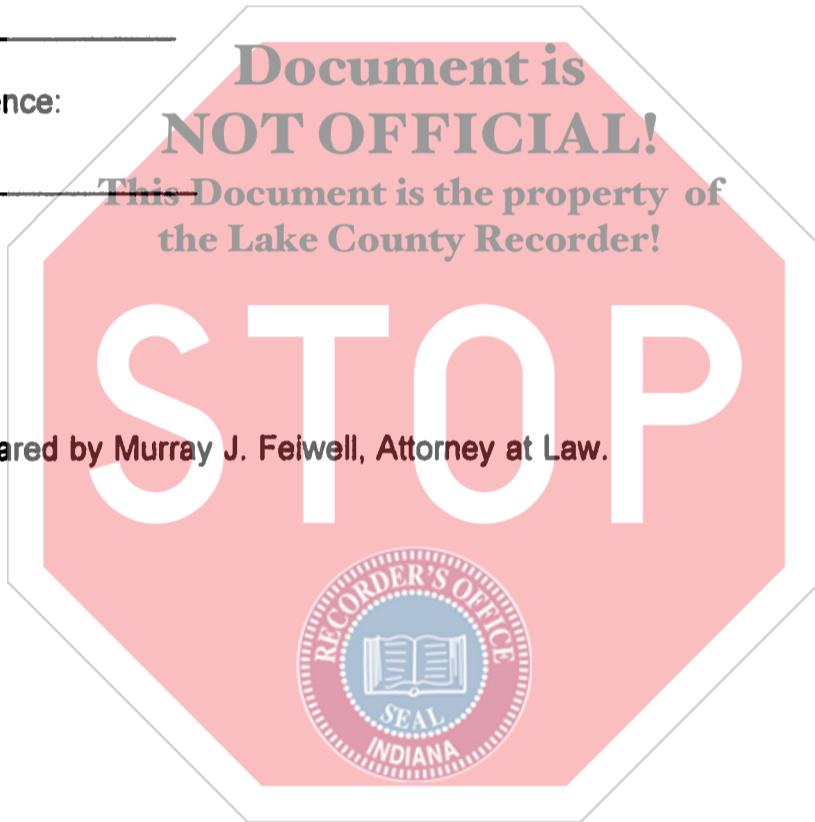 Document is
NOT OFFICIAL!
ence:
This Document is the property of
the Lake County Recorder!
STOP
ared by Murray J. Feiwell, Attorney at Law.
RECORDER'S OFFICE
SEAL
INDIANA